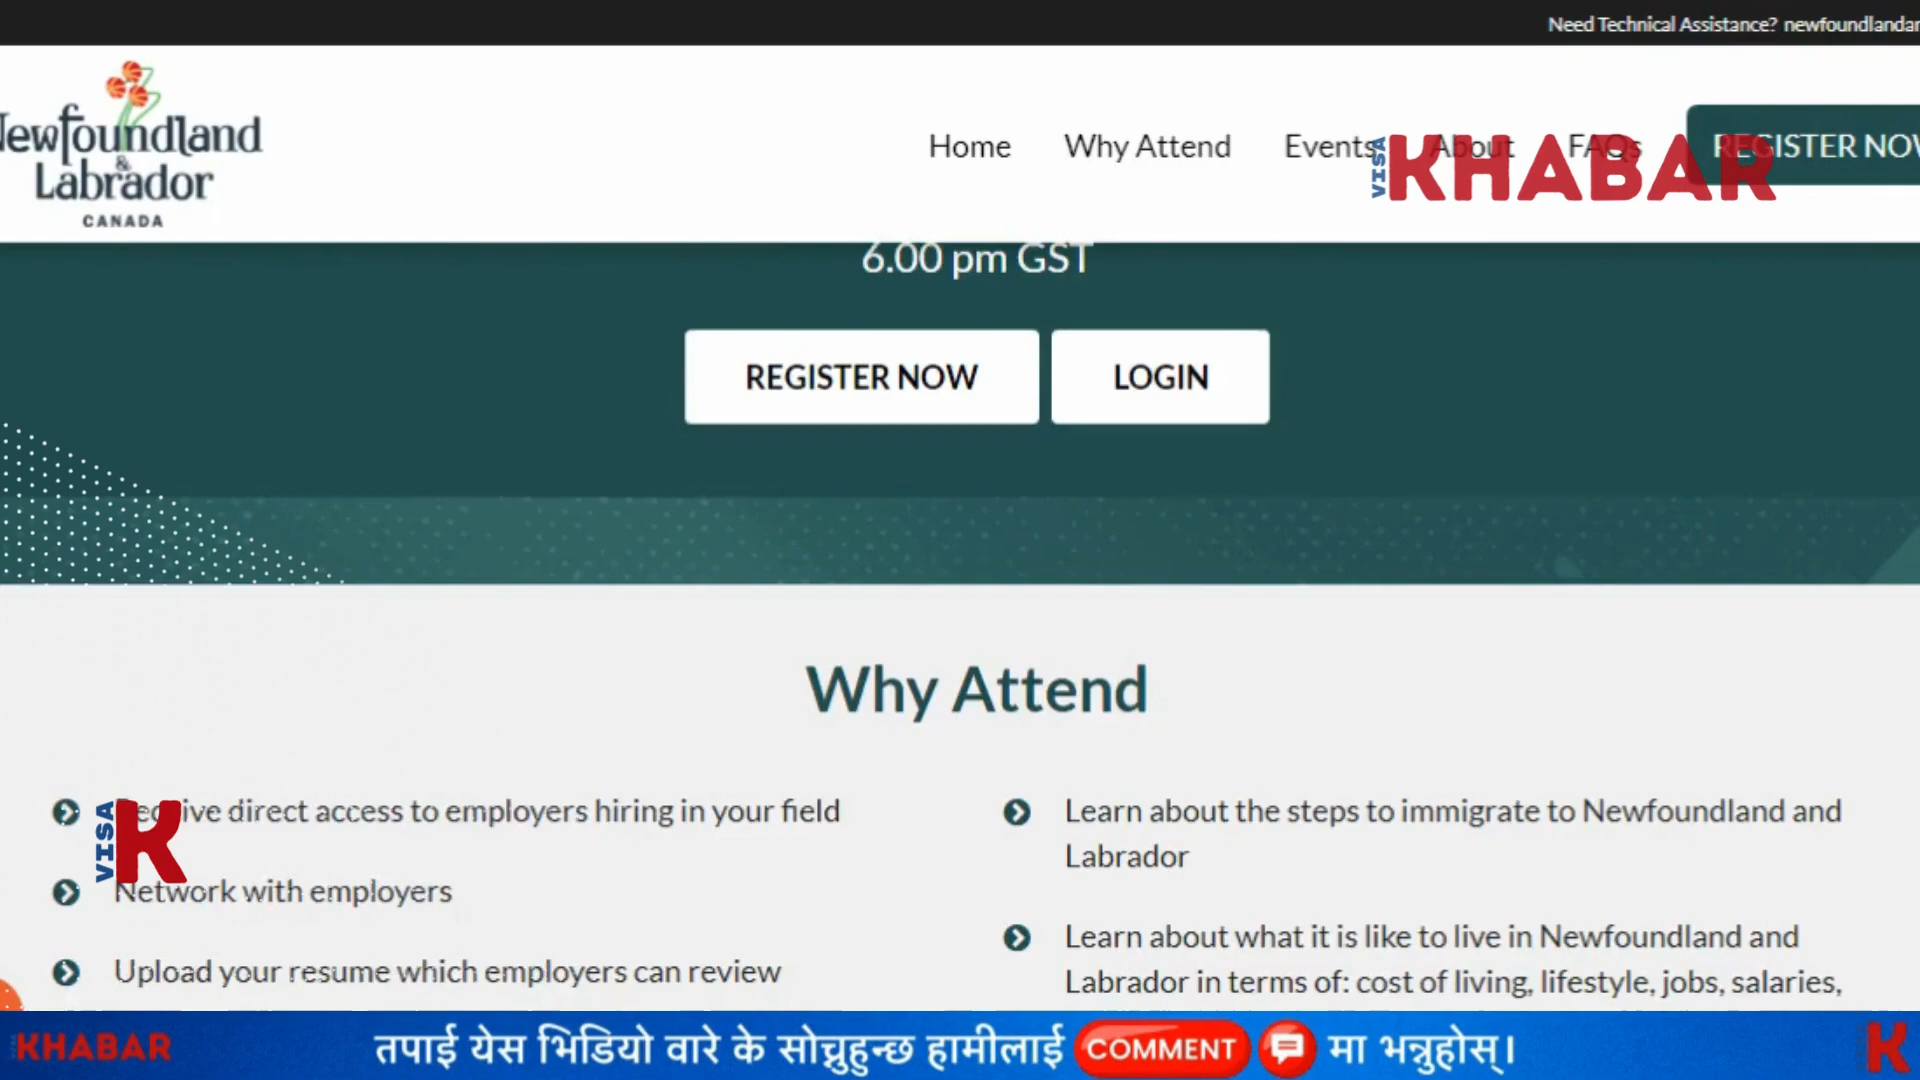 Need Technical Assistance?
Newfoundland
&
Labrador
CANADA
Home Why Attend Events About FAQs REGISTER NOW
VISA KHABAR
6.00 pm GST
REGISTER NOW LOGIN
Why Attend
Receive direct access to employers hiring in your field
VISA K
Network with employers
Upload your resume which employers can review
Learn about the steps to immigrate to Newfoundland and
Labrador
Learn about what it is like to live in Newfoundland and
Labrador in terms of: cost of living, lifestyle, jobs, salaries,
KHABAR तपाई येस भिडियो वारे के सोच्नुहुन्छ हामीलाई COMMENT मा भन्नुहोस्। K